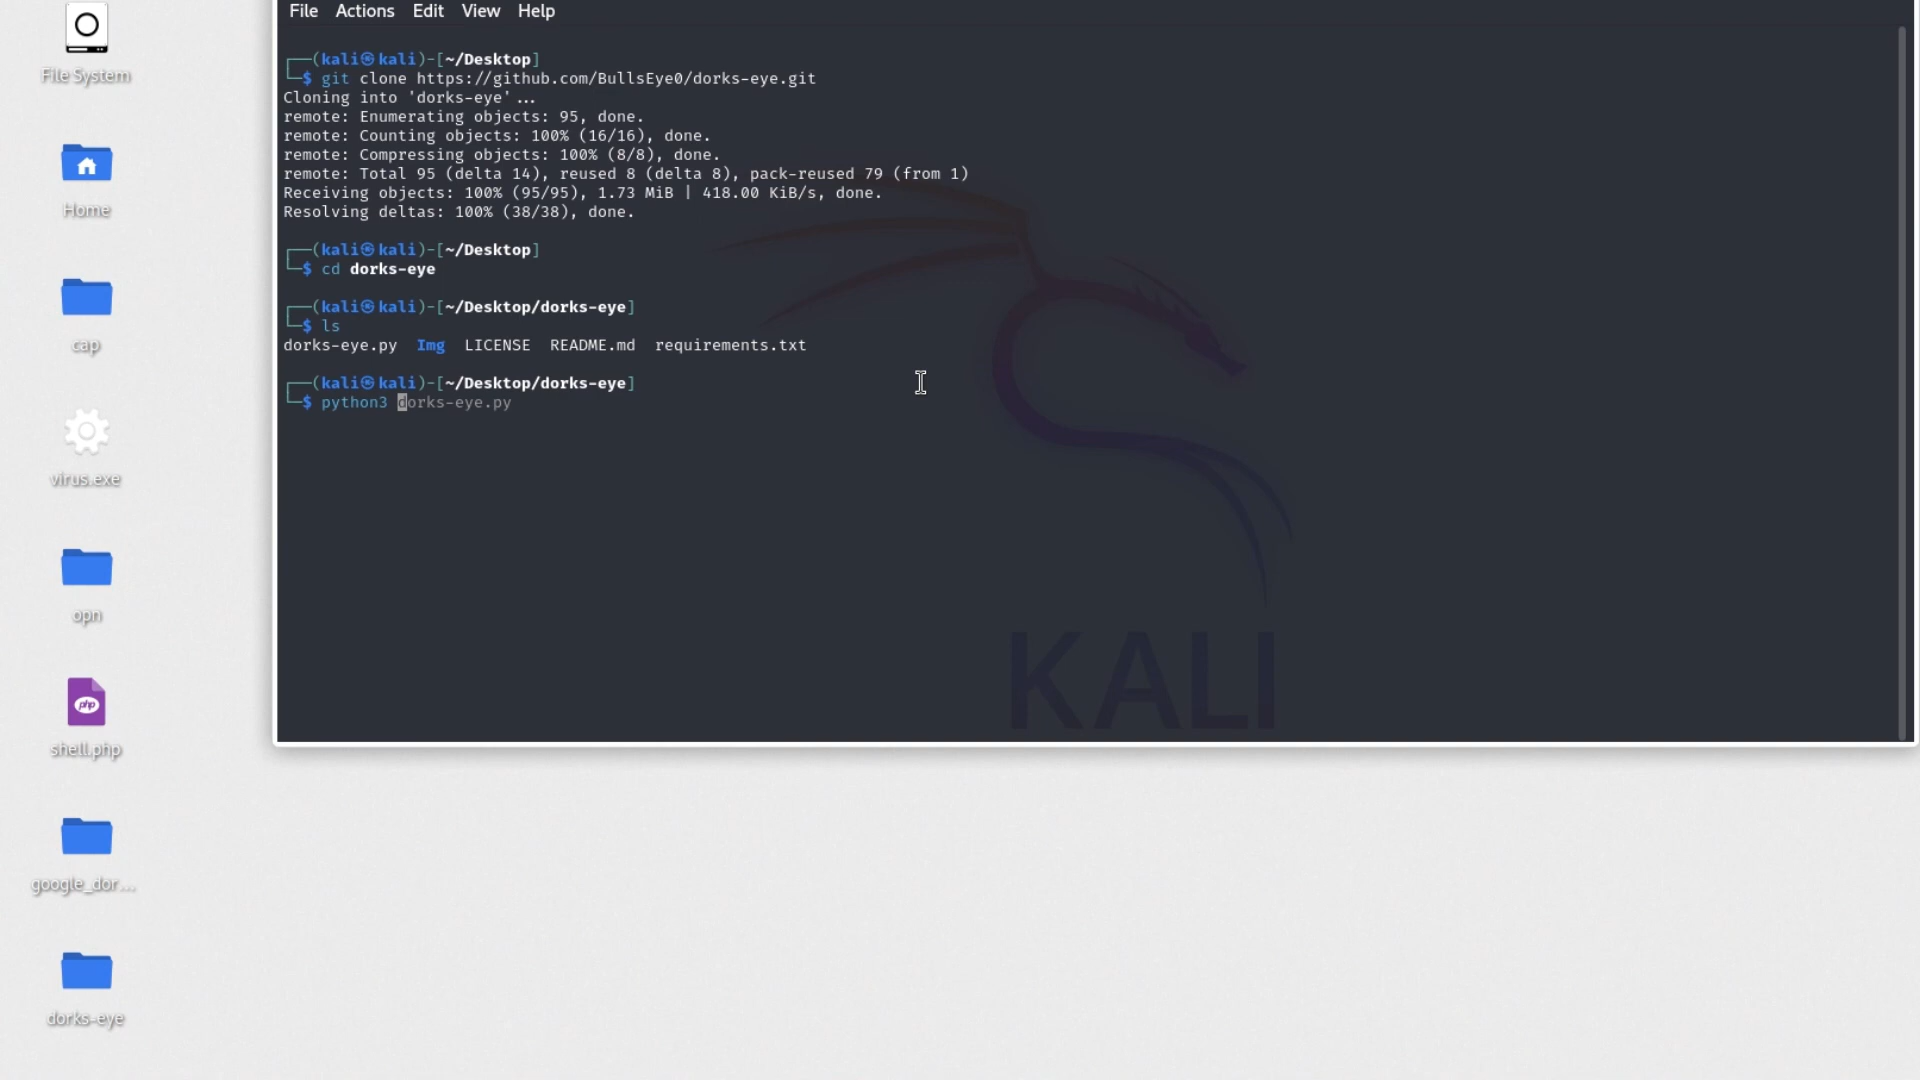 File Actions Edit View Help
┌──(kali㉿kali)-[~/Desktop]
└─$ git clone https://github.com/BullsEye0/dorks-eye.git
Cloning into 'dorks-eye'...
remote: Enumerating objects: 95, done.
remote: Counting objects: 100% (16/16), done.
remote: Compressing objects: 100% (8/8), done.
remote: Total 95 (delta 14), reused 8 (delta 8), pack-reused 79 (from 1)
Receiving objects: 100% (95/95), 1.73 MiB | 418.00 KiB/s, done.
Resolving deltas: 100% (38/38), done.
┌──(kali㉿kali)-[~/Desktop]
└─$ cd dorks-eye
┌──(kali㉿kali)-[~/Desktop/dorks-eye]
└─$ ls
dorks-eye.py Img LICENSE README.md requirements.txt
┌──(kali㉿kali)-[~/Desktop/dorks-eye]
└─$ python3 dorks-eye.py
KALI
File System
Home
cap
virus.exe
opn
php
shell.php
google_dor...
dorks-eye